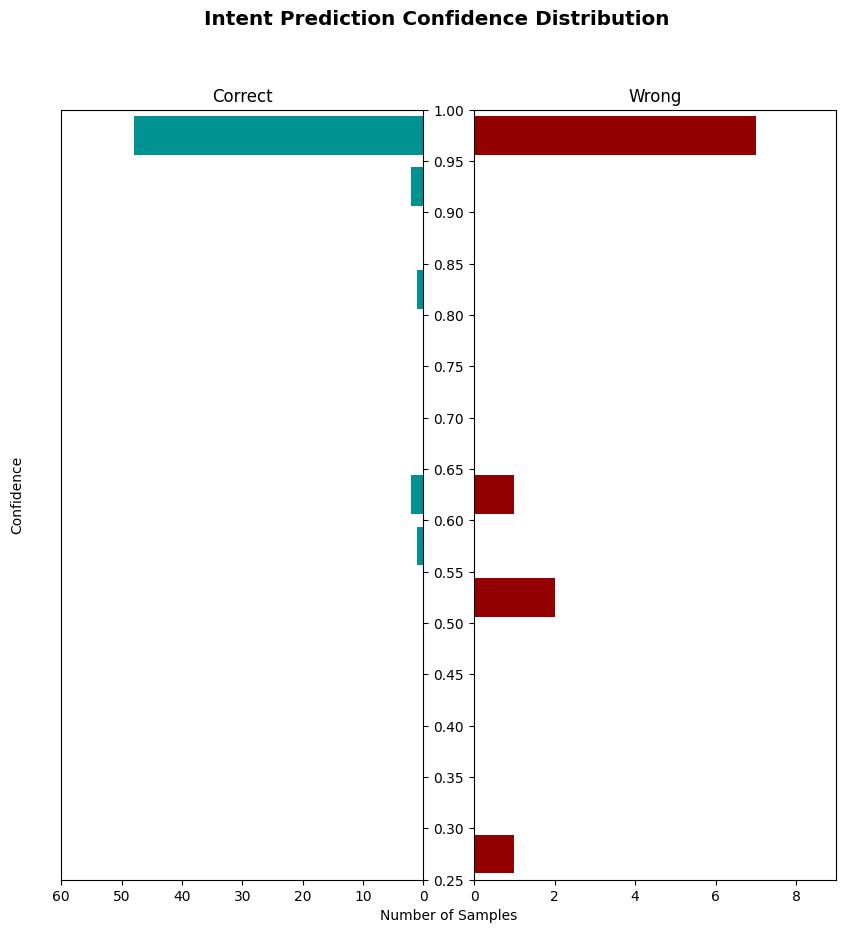 Intent Prediction Confidence Distribution
Correct
Wrong
1.00
0.95
0.90
0.85
0.80
0.75
0.70
0.65
0.60
0.55
0.50
0.45
0.40
0.35
0.30
0.25
Confidence
60 50 40 30 20 10 0
0 2 4 6 8
Number of Samples